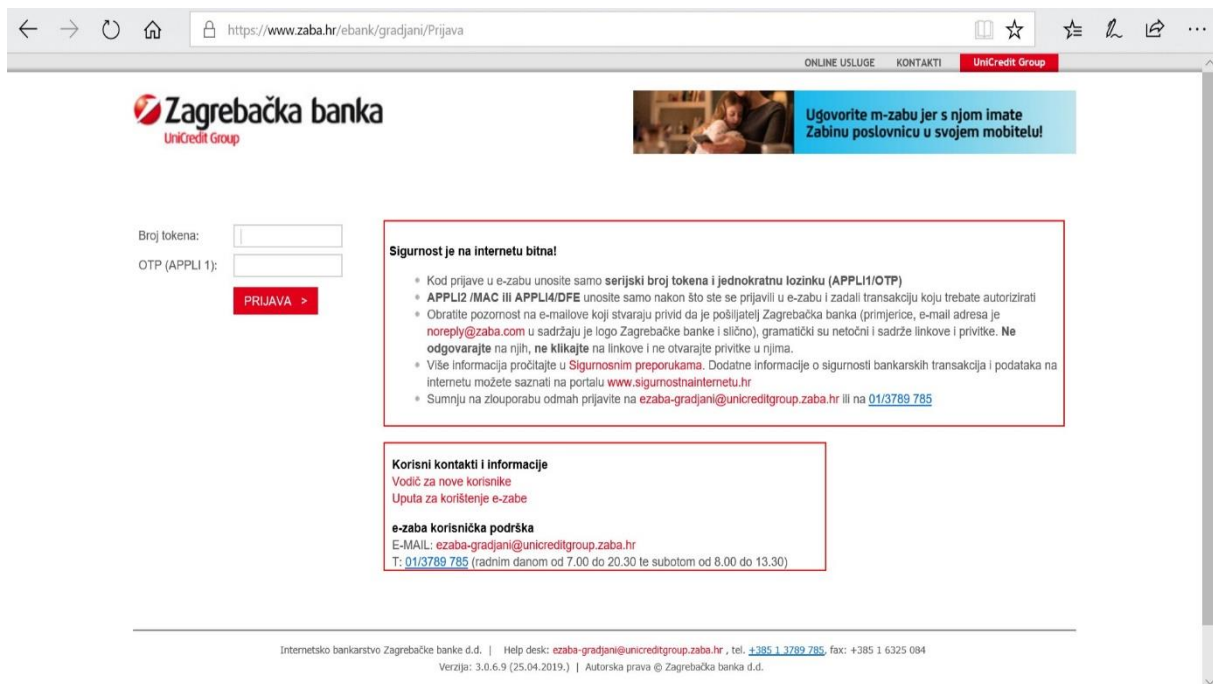 https://www.zaba.hr/ebank/gradjani/Prijava
ONLINE USLUGE KONTAKTI UniCredit Group
Zagrebačka banka
UniCredit Group
Ugovorite m-zabu jer s njom imate
Zabinu poslovnicu u svojem mobitelu!
Broj tokena:
OTP (APPLI 1):
PRIJAVA >
Sigurnost je na internetu bitna!
Kod prijave u e-zabu unosite samo serijski broj tokena i jednokratnu lozinku (APPLI1/OTP)
APPLI2 /MAC ili APPLI4/DFE unosite samo nakon što ste se prijavili u e-zabu i zadali transakciju koju trebate autorizirati
Obratite pozornost na e-mailove koji stvaraju privid da je pošiljatelj Zagrebačka banka (primjerice, e-mail adresa je
noreply@zaba.com u sadržaju je logo Zagrebačke banke i slično), gramatički su netočni i sadrže linkove i privitke. Ne
odgovarajte na njih, ne klikajte na linkove i ne otvarajte privitke u njima.
Više informacija pročitajte u Sigurnosnim preporukama. Dodatne informacije o sigurnosti bankarskih transakcija i podataka na
internetu možete saznati na portalu www.sigurnostnainternetu.hr
Sumnju na zlouporabu odmah prijavite na ezaba-gradjani@unicreditgroup.zaba.hr ili na 01/3789 785
Korisni kontakti i informacije
Vodič za nove korisnike
Uputa za korištenje e-zabe
e-zaba korisnička podrška
E-MAIL: ezaba-gradjani@unicreditgroup.zaba.hr
T: 01/3789 785 (radnim danom od 7.00 do 20.30 te subotom od 8.00 do 13.30)
Internetsko bankarstvo Zagrebačke banke d.d. | Help desk: ezaba-gradjani@unicreditgroup.zaba.hr , tel. +385 1 3789 785, fax: +385 1 6325 084
Verzija: 3.0.6.9 (25.04.2019.) | Autorska prava © Zagrebačka banka d.d.